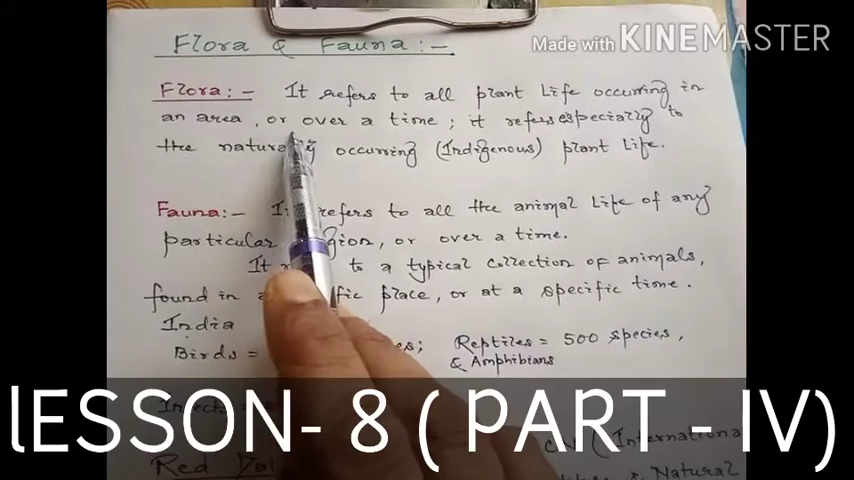 Made with KINEMASTER
Flora & Fauna :-
Flora :- It refers to all plant Life occurring in
an area, or over a time ; it refers especially to
the natura occurring (Indigenous) plant Life.
Fauna :- It refers to all the animal Life of any
particular gion, or over a time.
It to a typical collection of animals,
found in a fic place, or at a specific time.
India
Birds = es; Reptiles = 500 species,
& Amphibians
Insect
(International
Red Dat & Natural
lESSON- 8 ( PART - IV)